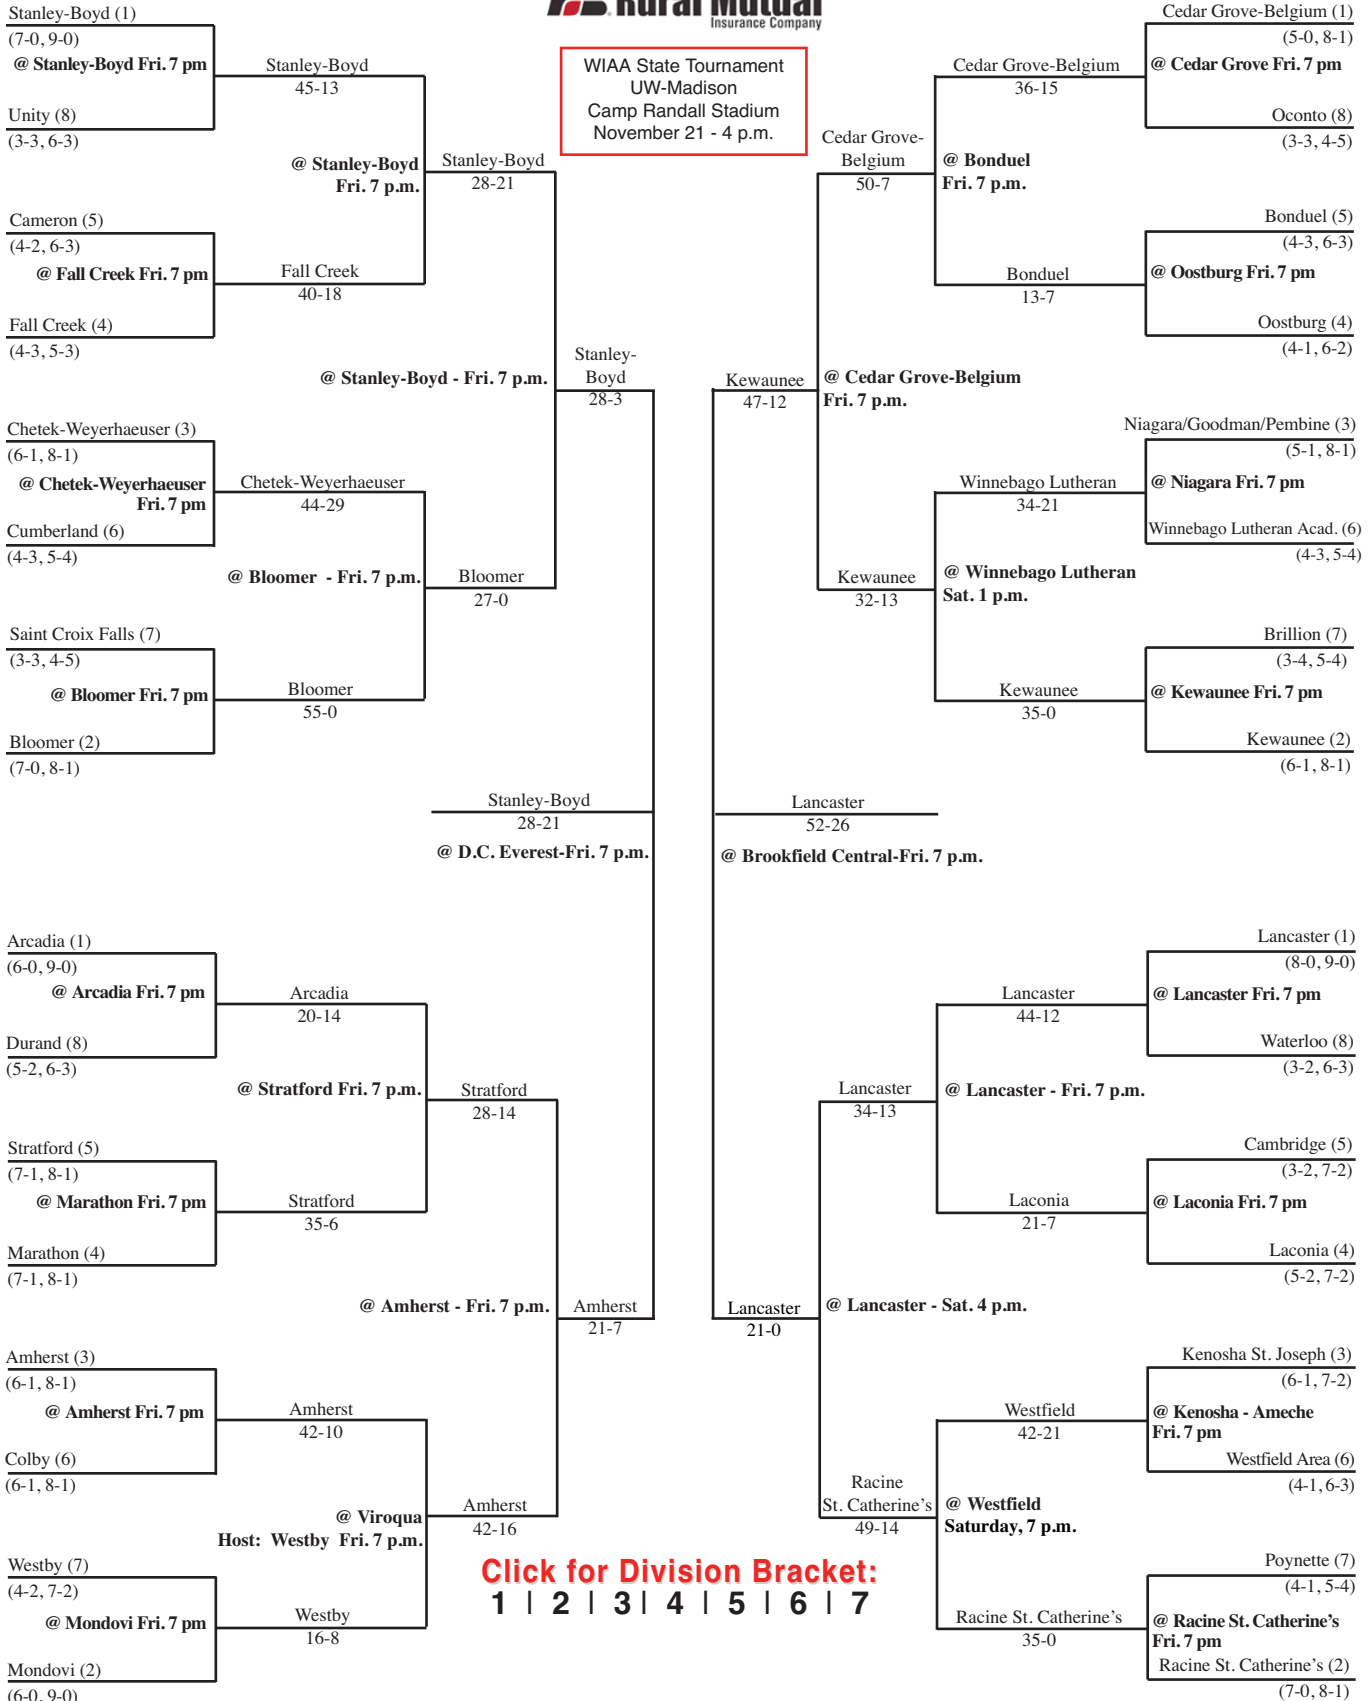 Rural Mutual
Insurance Company
WIAA State Tournament
UW-Madison
Camp Randall Stadium
November 21 - 4 p.m.
Stanley-Boyd (1)
(7-0, 9-0)
@ Stanley-Boyd Fri. 7 pm
Unity (8)
(3-3, 6-3)
Stanley-Boyd
45-13
@ Stanley-Boyd
Fri. 7 p.m.
Cameron (5)
(4-2, 6-3)
@ Fall Creek Fri. 7 pm
Fall Creek (4)
(4-3, 5-3)
Fall Creek
40-18
Stanley-Boyd
28-21
@ Stanley-Boyd - Fri. 7 p.m.
Stanley-
Boyd
28-3
Chetek-Weyerhaeuser (3)
(6-1, 8-1)
@ Chetek-Weyerhaeuser
Fri. 7 pm
Cumberland (6)
(4-3, 5-4)
Chetek-Weyerhaeuser
44-29
@ Bloomer - Fri. 7 p.m.
Bloomer
27-0
Saint Croix Falls (7)
(3-3, 4-5)
@ Bloomer Fri. 7 pm
Bloomer (2)
(7-0, 8-1)
Bloomer
55-0
Stanley-Boyd
28-21
@ D.C. Everest-Fri. 7 p.m.
Arcadia (1)
(6-0, 9-0)
@ Arcadia Fri. 7 pm
Durand (8)
(5-2, 6-3)
Arcadia
20-14
@ Stratford Fri. 7 p.m.
Stratford
28-14
Stratford (5)
(7-1, 8-1)
@ Marathon Fri. 7 pm
Marathon (4)
(7-1, 8-1)
Stratford
35-6
@ Amherst - Fri. 7 p.m.
Amherst
21-7
Amherst (3)
(6-1, 8-1)
@ Amherst Fri. 7 pm
Colby (6)
(6-1, 8-1)
Amherst
42-10
@ Viroqua
Host: Westby Fri. 7 p.m.
Amherst
42-16
Westby (7)
(4-2, 7-2)
@ Mondovi Fri. 7 pm
Mondovi (2)
(6-0, 9-0)
Westby
16-8
Cedar Grove-Belgium (1)
(5-0, 8-1)
@ Cedar Grove Fri. 7 pm
Oconto (8)
(3-3, 4-5)
Cedar Grove-Belgium
36-15
Cedar Grove-
Belgium
50-7
@ Bonduel
Fri. 7 p.m.
Bonduel (5)
(4-3, 6-3)
@ Oostburg Fri. 7 pm
Oostburg (4)
(4-1, 6-2)
Bonduel
13-7
Kewaunee
47-12
@ Cedar Grove-Belgium
Fri. 7 p.m.
Niagara/Goodman/Pembine (3)
(5-1, 8-1)
@ Niagara Fri. 7 pm
Winnebago Lutheran Acad. (6)
(4-3, 5-4)
Winnebago Lutheran
34-21
Kewaunee
32-13
@ Winnebago Lutheran
Sat. 1 p.m.
Brillion (7)
(3-4, 5-4)
@ Kewaunee Fri. 7 pm
Kewaunee (2)
(6-1, 8-1)
Kewaunee
35-0
Lancaster
52-26
@ Brookfield Central-Fri. 7 p.m.
Lancaster (1)
(8-0, 9-0)
@ Lancaster Fri. 7 pm
Waterloo (8)
(3-2, 6-3)
Lancaster
44-12
Lancaster
34-13
@ Lancaster - Fri. 7 p.m.
Cambridge (5)
(3-2, 7-2)
@ Laconia Fri. 7 pm
Laconia (4)
(5-2, 7-2)
Laconia
21-7
Lancaster
21-0
@ Lancaster - Sat. 4 p.m.
Kenosha St. Joseph (3)
(6-1, 7-2)
@ Kenosha - Ameche
Fri. 7 pm
Westfield Area (6)
(4-1, 6-3)
Westfield
42-21
Racine
St. Catherine's
49-14
@ Westfield
Saturday, 7 p.m.
Poynette (7)
(4-1, 5-4)
@ Racine St. Catherine's
Fri. 7 pm
Racine St. Catherine's (2)
(7-0, 8-1)
Racine St. Catherine's
35-0
Click for Division Bracket:
1 | 2 | 3 | 4 | 5 | 6 | 7